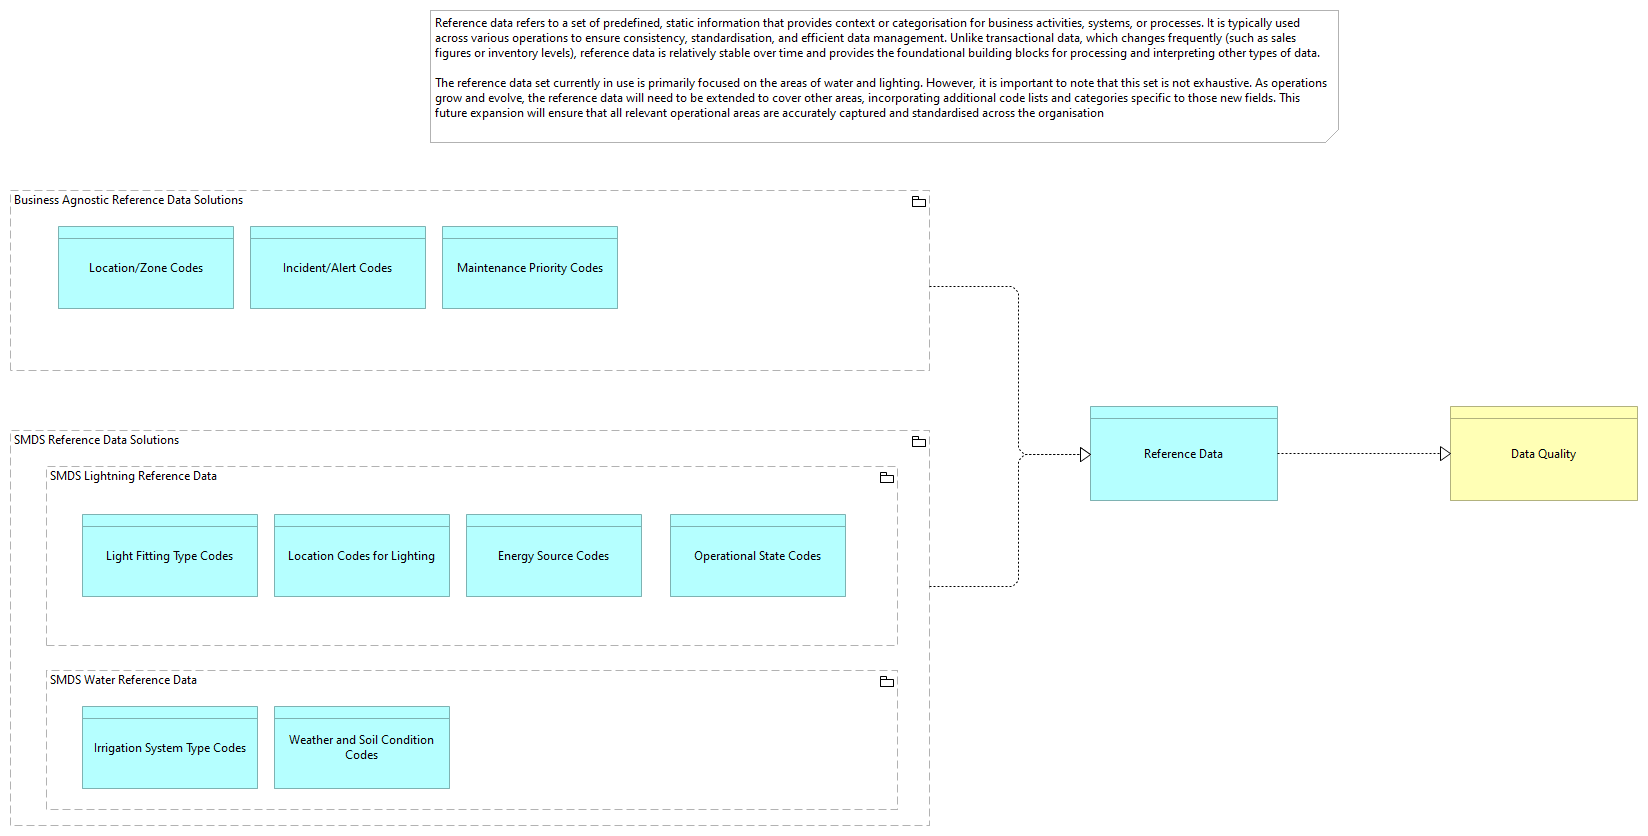 Reference data refers to a set of predefined, static information that provides context or categorisation for business activities, systems, or processes. It is typically used
across various operations to ensure consistency, standardisation, and efficient data management. Unlike transactional data, which changes frequently (such as sales
figures or inventory levels), reference data is relatively stable over time and provides the foundational building blocks for processing and interpreting other types of data.
The reference data set currently in use is primarily focused on the areas of water and lighting. However, it is important to note that this set is not exhaustive. As operations
grow and evolve, the reference data will need to be extended to cover other areas, incorporating additional code lists and categories specific to those new fields. This
future expansion will ensure that all relevant operational areas are accurately captured and standardised across the organisation
Business Agnostic Reference Data Solutions
Location/Zone Codes
Incident/Alert Codes
Maintenance Priority Codes
SMDS Reference Data Solutions
SMDS Lightning Reference Data
Light Fitting Type Codes
Location Codes for Lighting
Energy Source Codes
Operational State Codes
SMDS Water Reference Data
Irrigation System Type Codes
Weather and Soil Condition
Codes
Reference Data
Data Quality